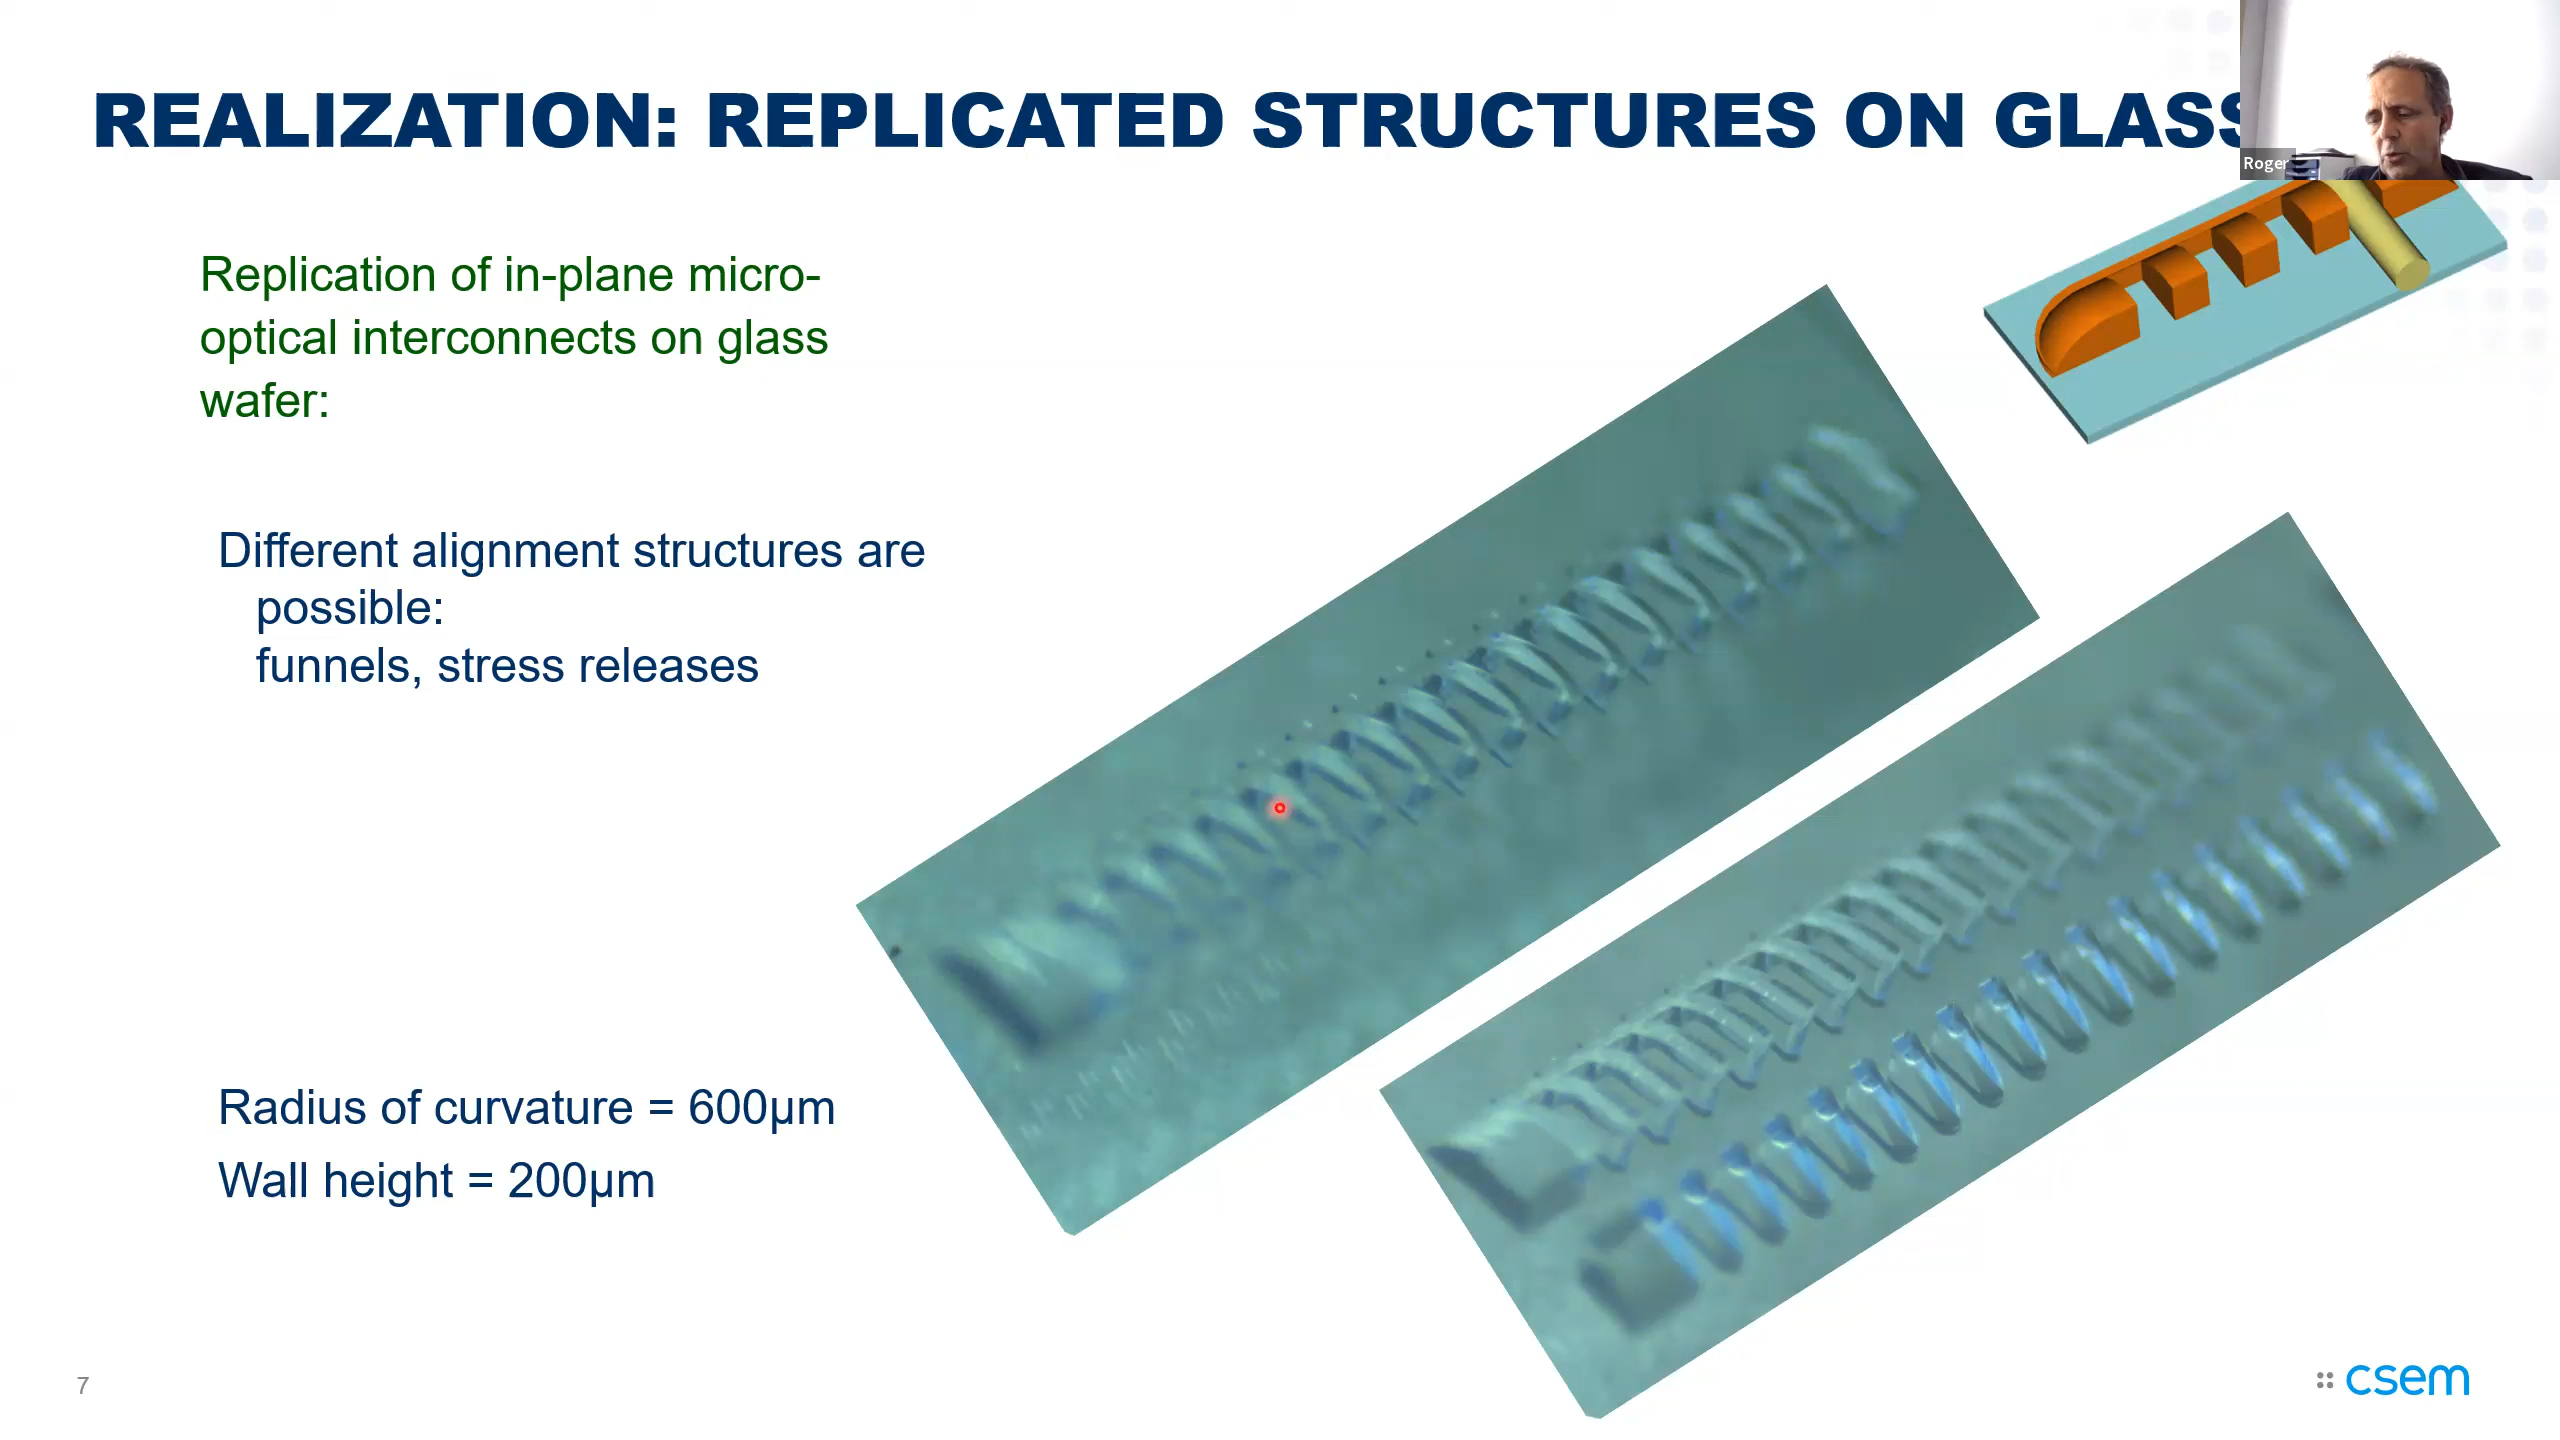 REALIZATION: REPLICATED STRUCTURES ON GLASS
Roger
Replication of in-plane micro-
optical interconnects on glass
wafer:
Different alignment structures are
possible:
funnels, stress releases
Radius of curvature = 600µm
Wall height = 200µm
7
csem